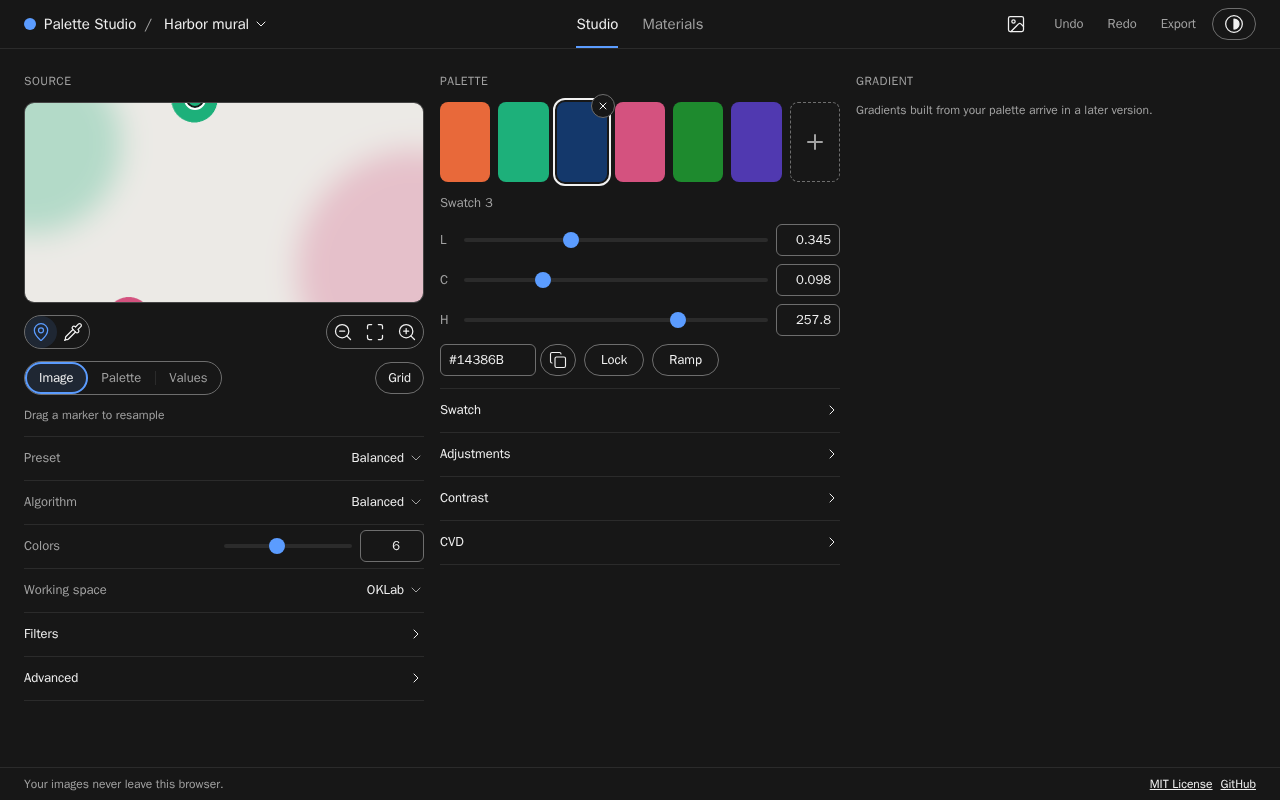 Palette Studio / Harbor mural
Studio Materials
Undo Redo Export
SOURCE
Image Palette Values
Grid
Drag a marker to resample
Preset Balanced
Algorithm Balanced
Colors 6
Working space OKLab
Filters
Advanced
PALETTE
Swatch 3
L 0.345
C 0.098
H 257.8
#14386B Lock Ramp
Swatch
Adjustments
Contrast
CVD
GRADIENT
Gradients built from your palette arrive in a later version.
Your images never leave this browser.
MIT License GitHub